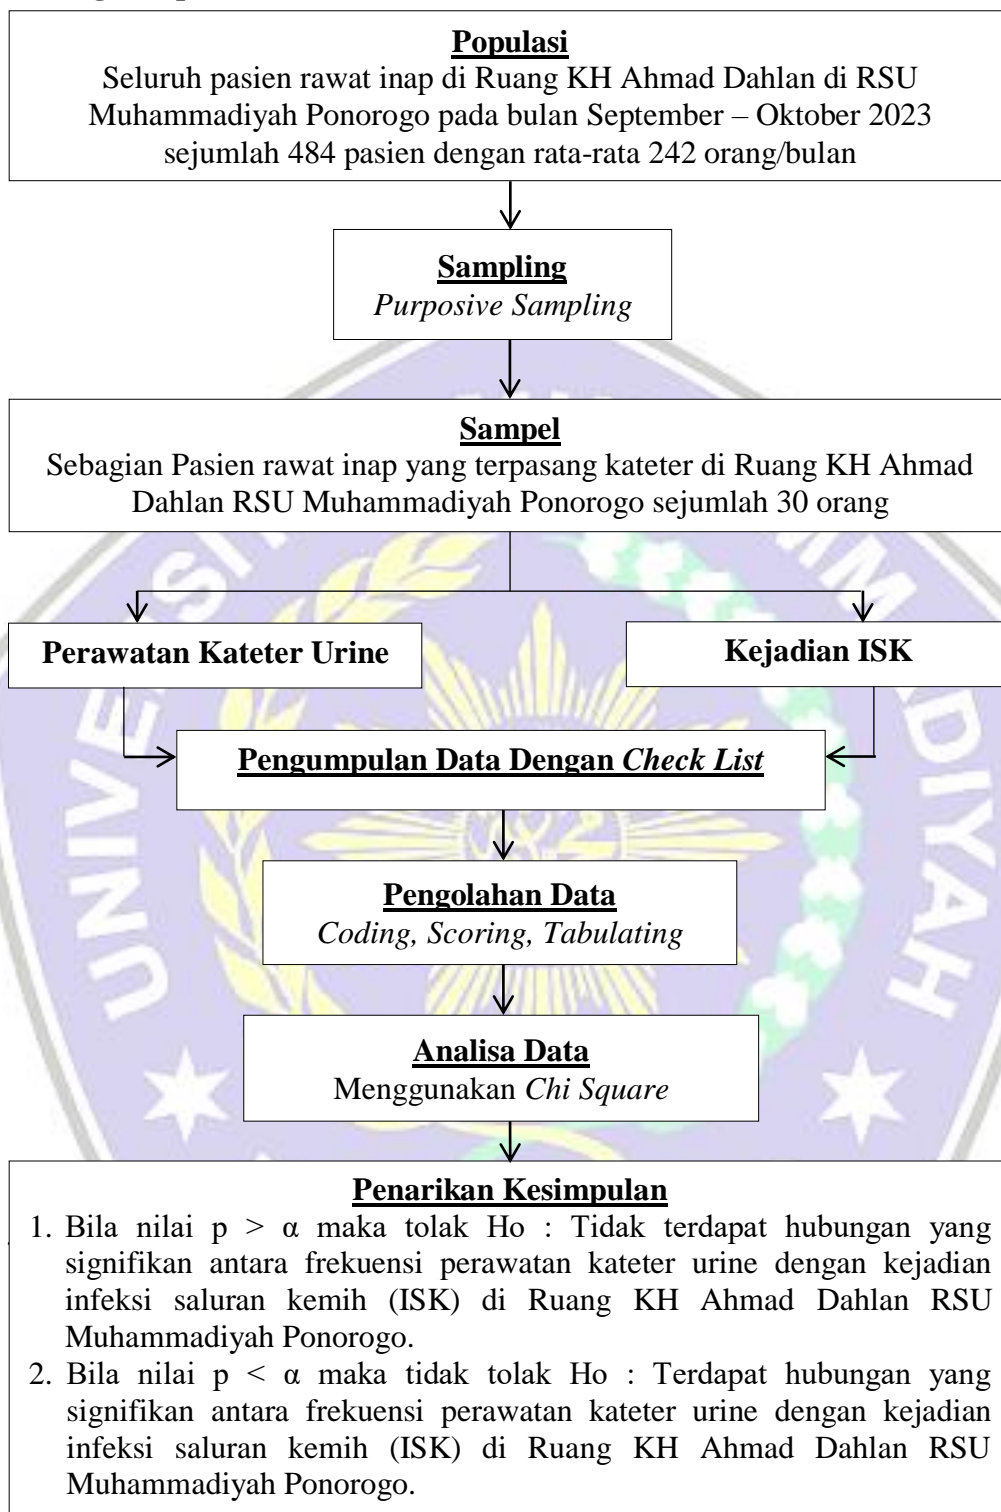 Populasi
Seluruh pasien rawat inap di Ruang KH Ahmad Dahlan di RSU
Muhammadiyah Ponorogo pada bulan September – Oktober 2023
sejumlah 484 pasien dengan rata-rata 242 orang/bulan
Sampling
Purposive Sampling
Sampel
Sebagian Pasien rawat inap yang terpasang kateter di Ruang KH Ahmad
Dahlan RSU Muhammadiyah Ponorogo sejumlah 30 orang
Perawatan Kateter Urine
Kejadian ISK
Pengumpulan Data Dengan Check List
Pengolahan Data
Coding, Scoring, Tabulating
Analisa Data
Menggunakan Chi Square
Penarikan Kesimpulan
1. Bila nilai p > α maka tolak Ho : Tidak terdapat hubungan yang
signifikan antara frekuensi perawatan kateter urine dengan kejadian
infeksi saluran kemih (ISK) di Ruang KH Ahmad Dahlan RSU
Muhammadiyah Ponorogo.
2. Bila nilai p < α maka tidak tolak Ho : Terdapat hubungan yang
signifikan antara frekuensi perawatan kateter urine dengan kejadian
infeksi saluran kemih (ISK) di Ruang KH Ahmad Dahlan RSU
Muhammadiyah Ponorogo.